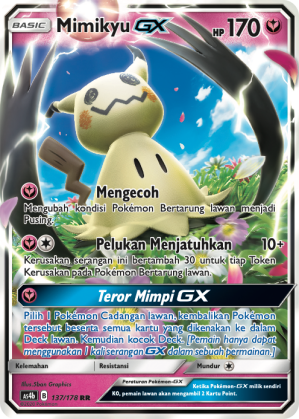 BASIC Mimikyu GX HP 170
Mengecoh
Mengubah kondisi Pokémon Bertarung lawan menjadi
Pusing.
Pelukan Menjatuhkan 10+
Kerusakan serangan ini bertambah 30 untuk tiap Token
Kerusakan pada Pokémon Bertarung lawan.
Teror Mimpi GX
Pilih 1 Pokémon Cadangan lawan, kembalikan Pokémon
tersebut beserta semua kartu yang dikenakan ke dalam
Deck lawan. Kemudian kocok Deck. [Pemain hanya dapat
menggunakan 1 kali serangan GX dalam sebuah permainan.]
Kelemahan Resistansi Mundur
Illus. 5ban Graphics
Peraturan Pokémon-GX
Ketika Pokémon-GX milik sendiri
KO, pemain lawan akan mengambil 2 Kartu Point.
AS4b B 137/178 RR